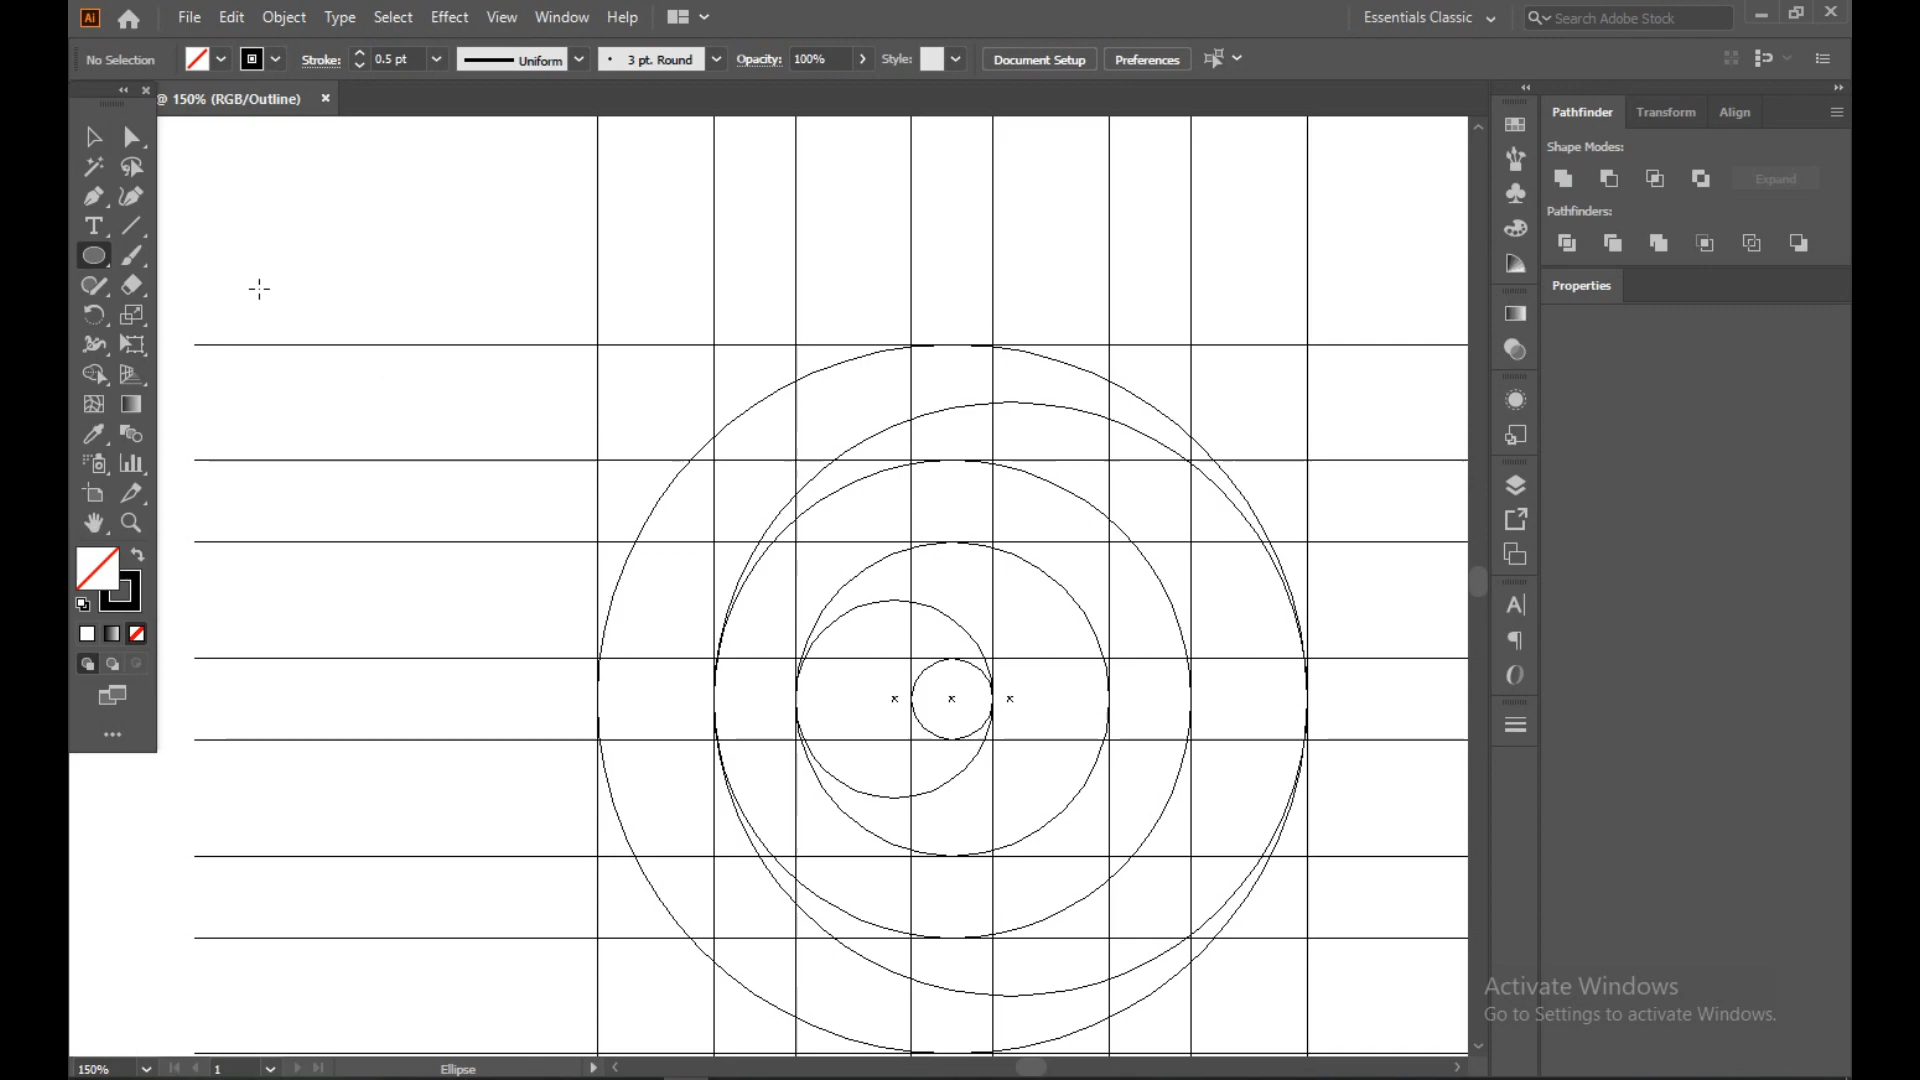 Ai File Edit Object Type Select Effect View Window Help Essentials Classic Search Adobe Stock
No Selection Stroke: 0.5 pt Uniform 3 pt. Round Opacity: 100% Style: Document Setup Preferences
@ 150% (RGB/Outline)
Pathfinder Transform Align
Shape Modes:
Expand
Pathfinders:
Properties
Activate Windows
Go to Settings to activate Windows.
150% 1 Ellipse